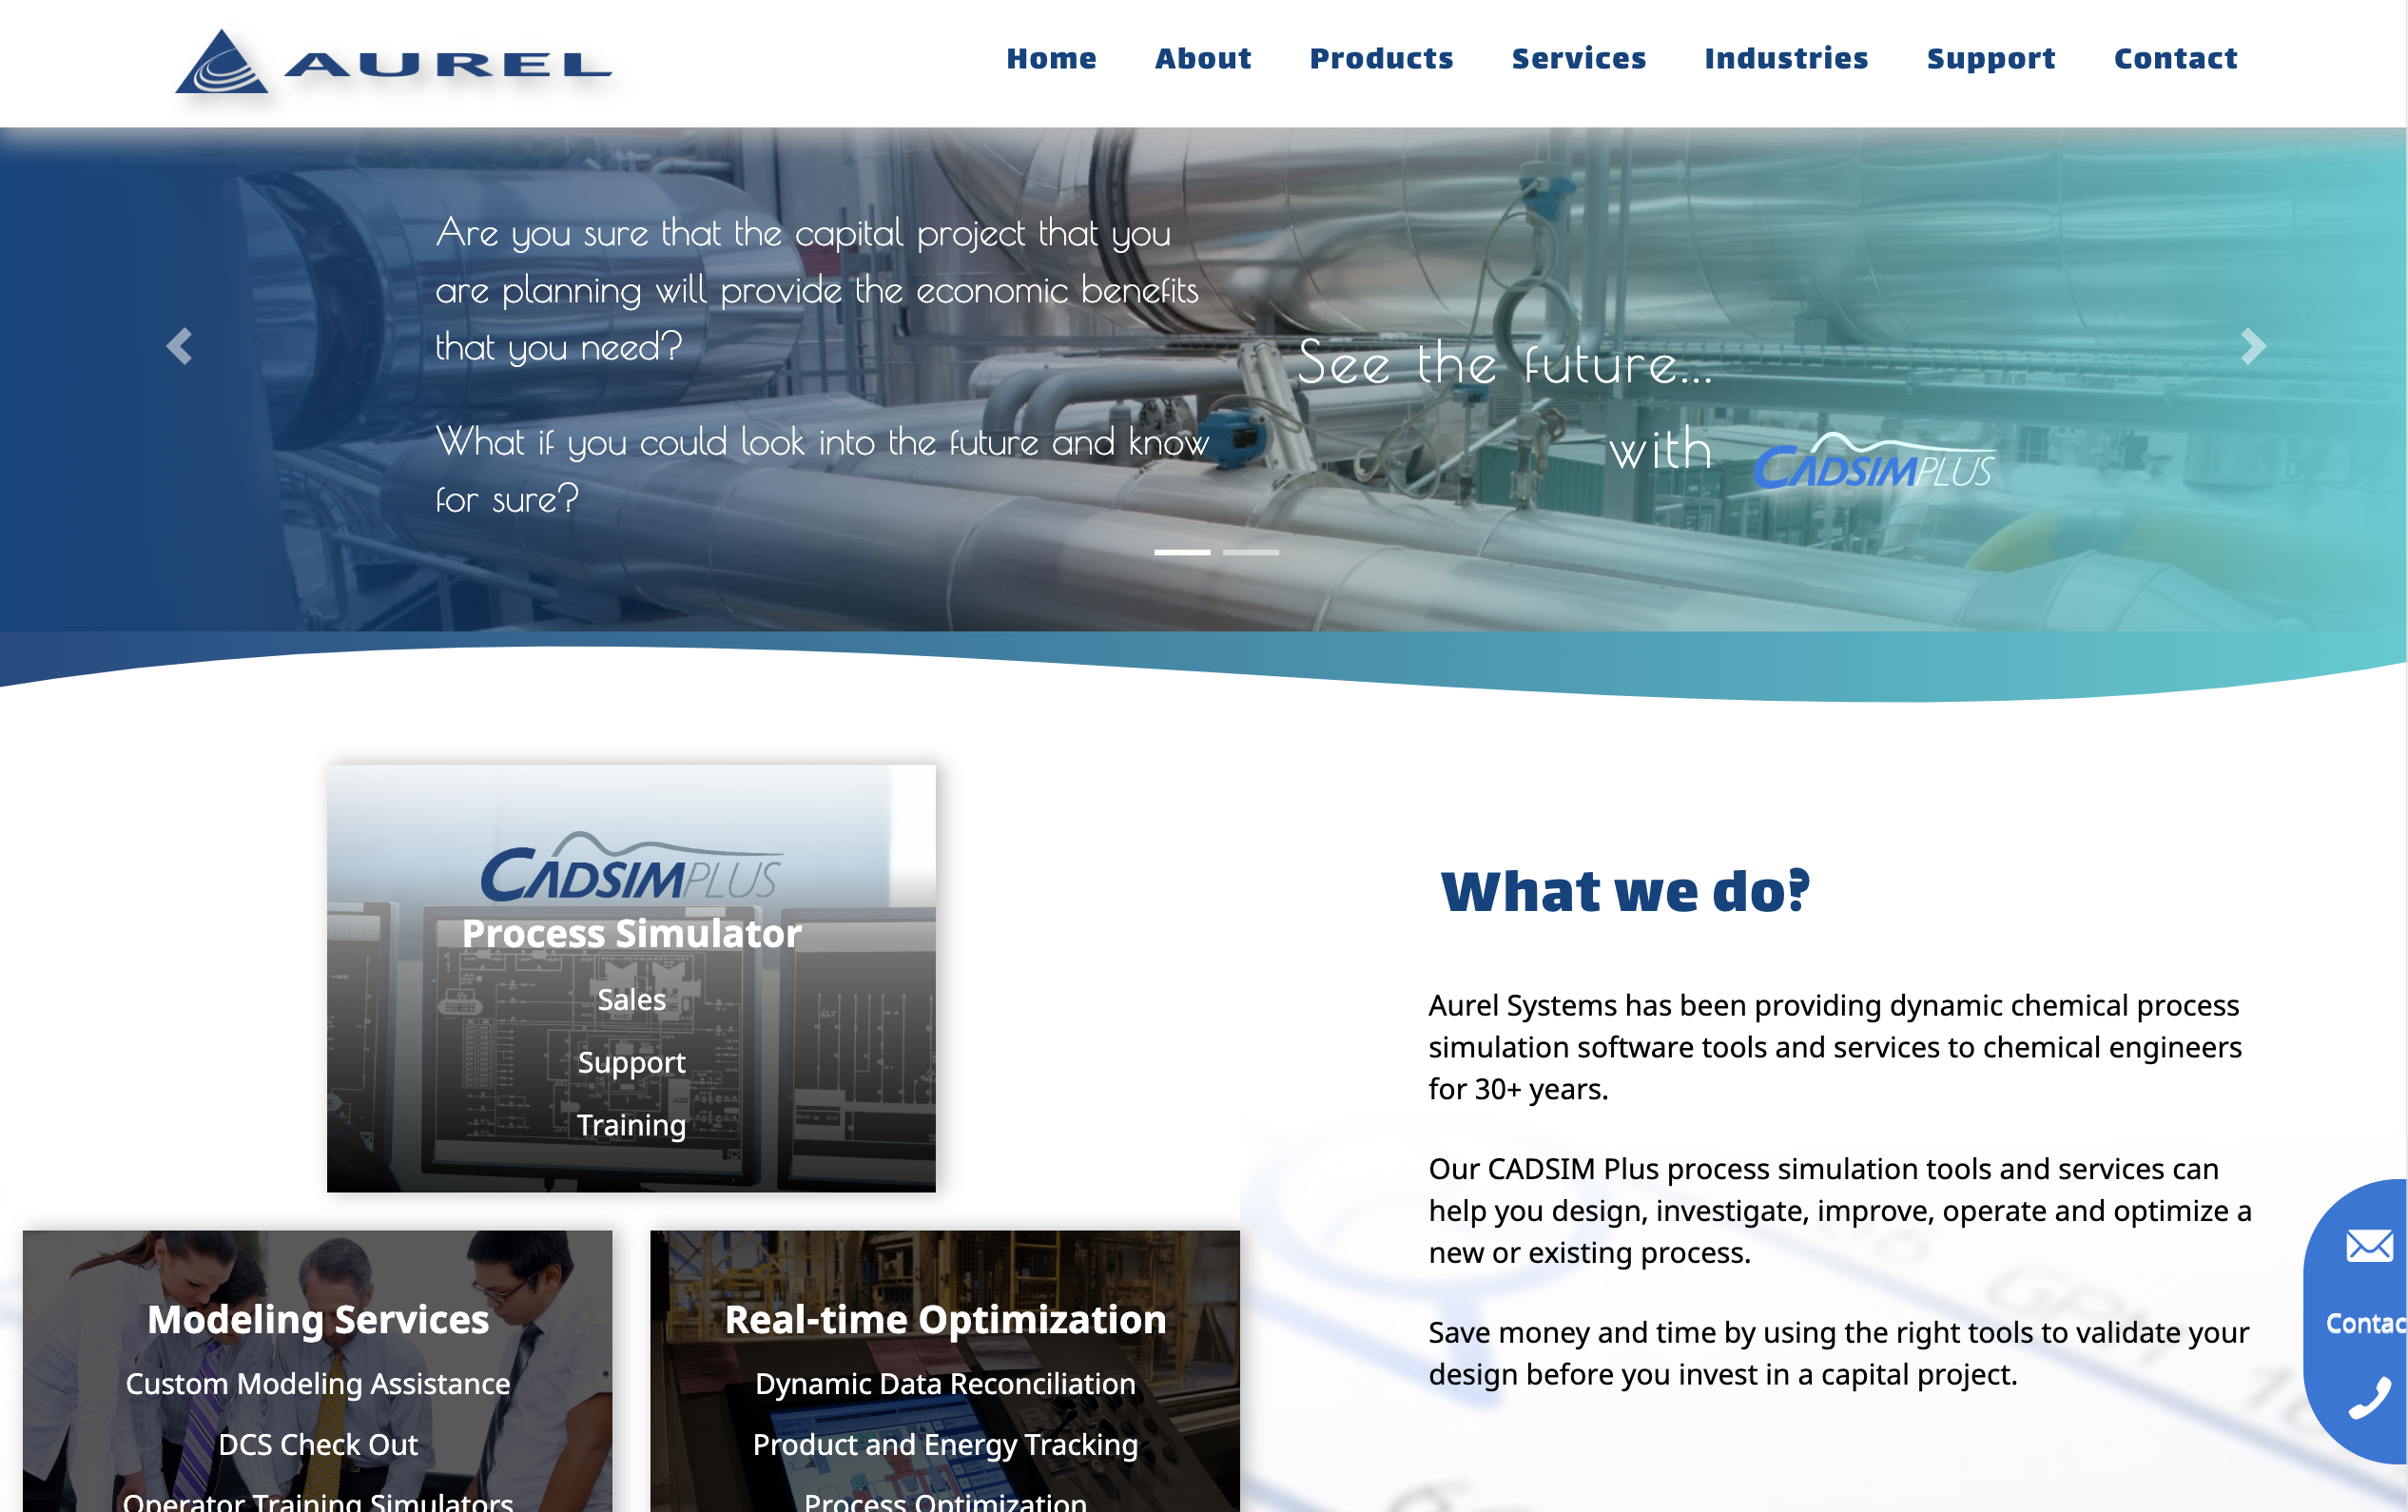 AUREL
Home About Products Services Industries Support Contact
Are you sure that the capital project that you
are planning will provide the economic benefits
that you need?
What if you could look into the future and know
for sure?
See the future...
with CADSIMPLUS
CADSIMPLUS
Process Simulator
Sales
Support
Training
What we do?
Aurel Systems has been providing dynamic chemical process
simulation software tools and services to chemical engineers
for 30+ years.
Our CADSIM Plus process simulation tools and services can
help you design, investigate, improve, operate and optimize a
new or existing process.
Save money and time by using the right tools to validate your
design before you invest in a capital project.
Contac
Modeling Services
Custom Modeling Assistance
DCS Check Out
Operator Training Simulators
Real-time Optimization
Dynamic Data Reconciliation
Product and Energy Tracking
Process Optimization
GPM